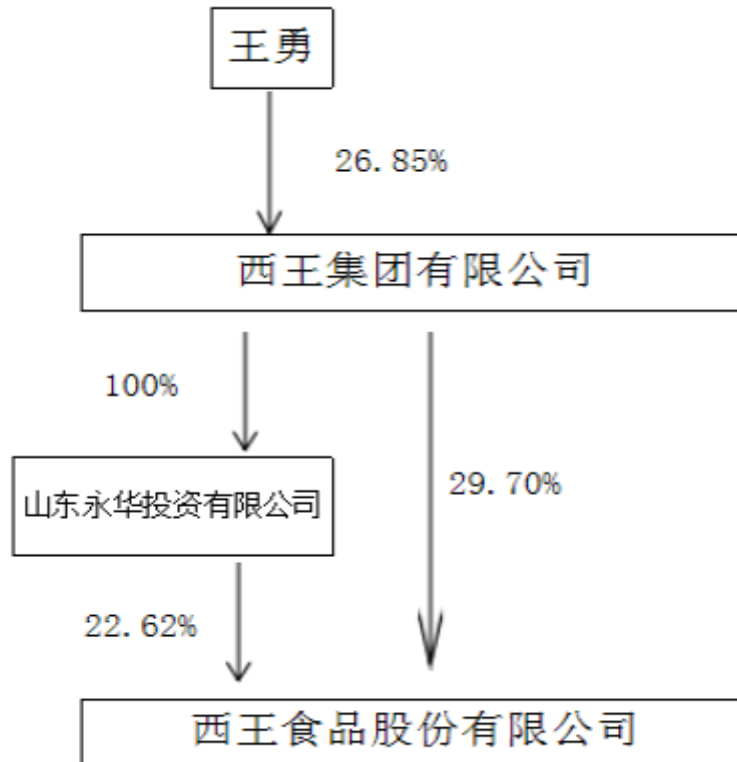 王勇
26.85%
西王集团有限公司
100%
29.70%
山东永华投资有限公司
22.62%
西王食品股份有限公司